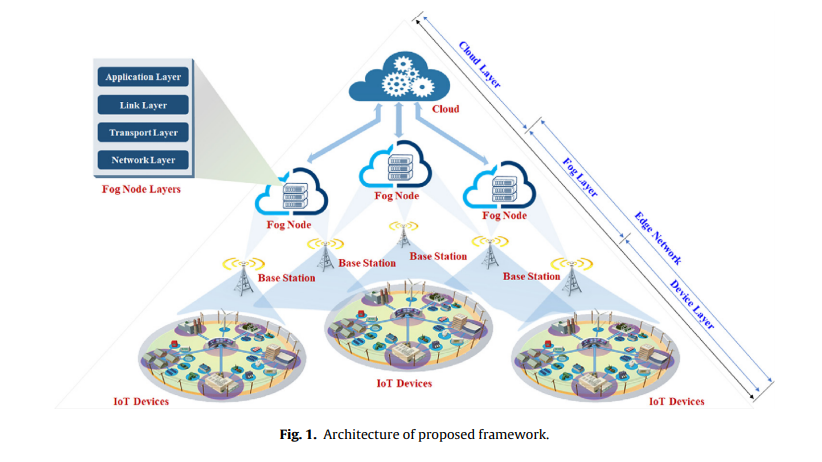 Cloud Layer
Application Layer
Link Layer
Transport Layer
Network Layer
Fog Node Layers
Cloud
Fog Layer
Edge Network
Device Layer
Fog Node
Fog Node
Fog Node
Base Station
Base Station
Base Station
Base Station
IoT Devices
IoT Devices
IoT Devices
Fig. 1. Architecture of proposed framework.